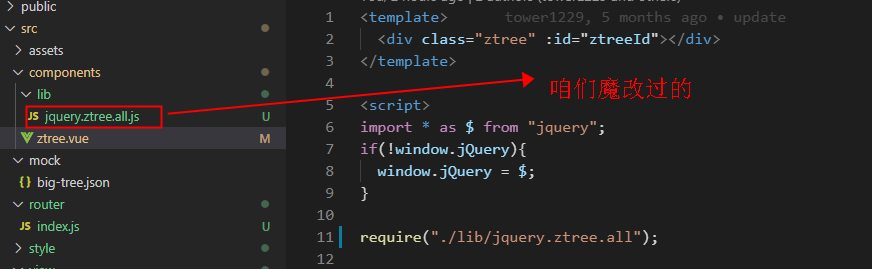 public
src
assets
components
lib
JS jquery.ztree.all.js U
ztree.vue M
mock
{} big-tree.json
router
JS index.js U
style
1 <template> tower1229, 5 months ago • update
2 <div class="ztree" :id="ztreeId"></div>
3 </template>
4
咱们魔改过的
5 <script>
6 import * as $ from "jquery";
7 if(!window.jQuery){
8 window.jQuery = $;
9 }
10
11 require("./lib/jquery.ztree.all");
12